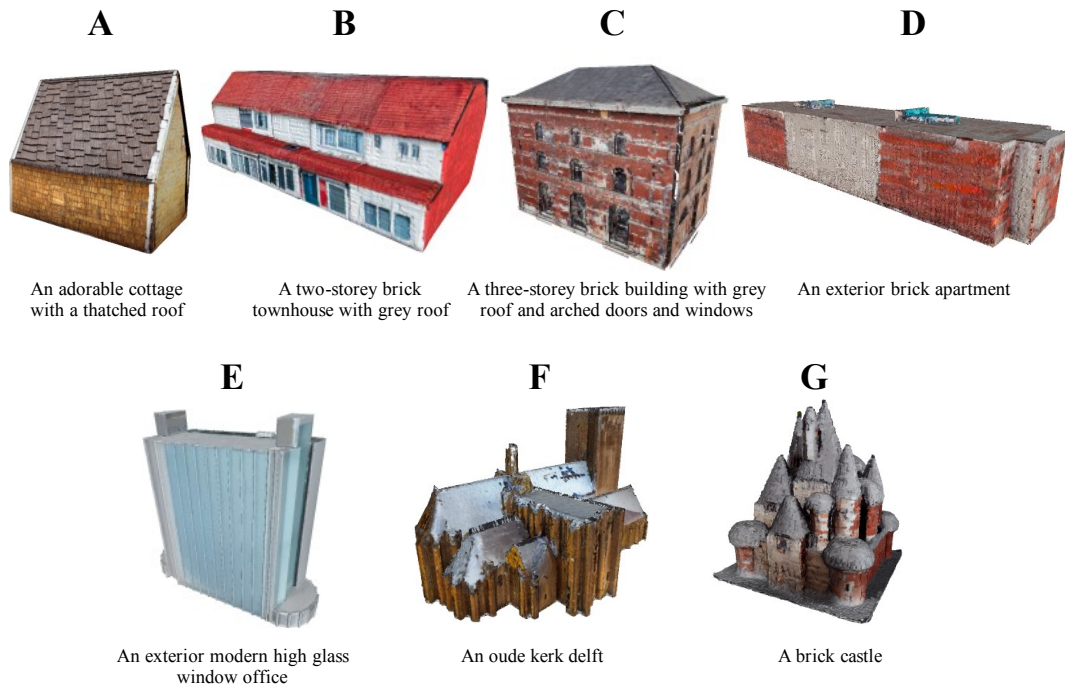 A
B
C
D
An adorable cottage
with a thatched roof
A two-storey brick
townhouse with grey roof
A three-storey brick building with grey
roof and arched doors and windows
An exterior brick apartment
E
F
G
An exterior modern high glass
window office
An oude kerk delft
A brick castle